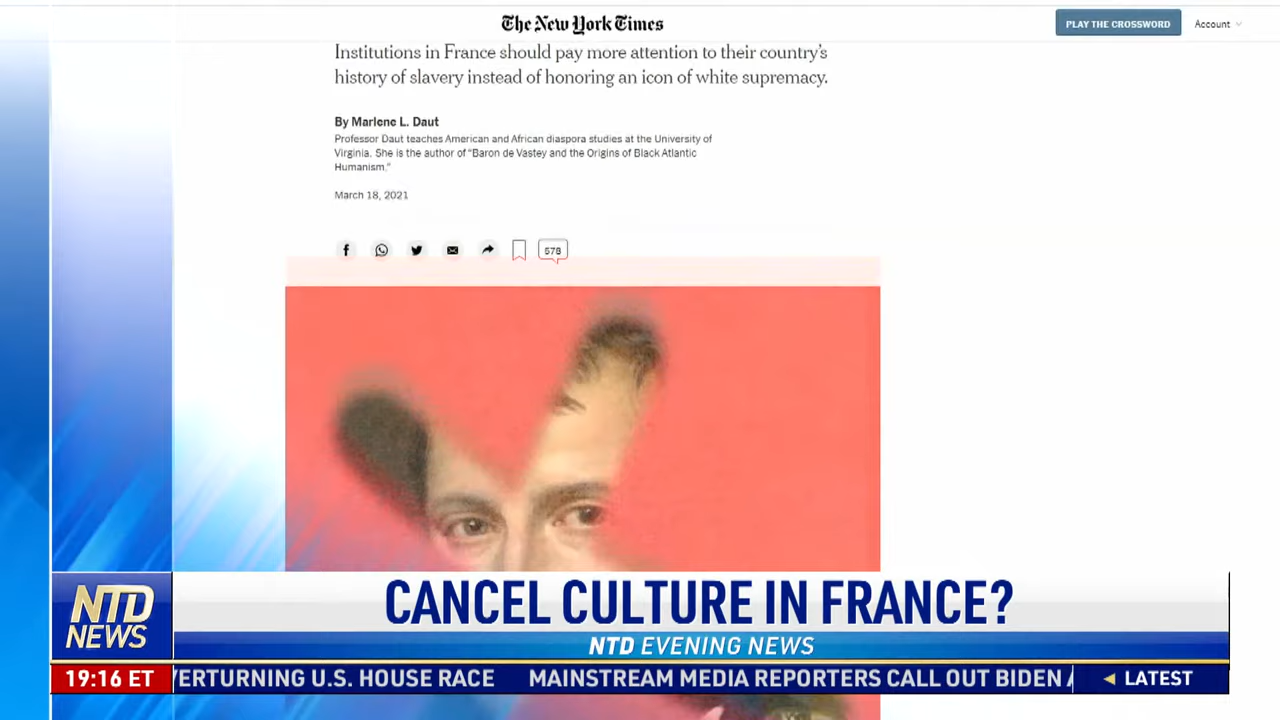 The New York Times
PLAY THE CROSSWORD
Account
Institutions in France should pay more attention to their country's
history of slavery instead of honoring an icon of white supremacy.
By Marlene L. Daut
Professor Daut teaches American and African diaspora studies at the University of
Virginia. She is the author of "Baron de Vastey and the Origins of Black Atlantic
Humanism."
March 18, 2021
578
CANCEL CULTURE IN FRANCE?
NTD
NEWS
NTD EVENING NEWS
19:16 ET
VERTURNING U.S. HOUSE RACE MAINSTREAM MEDIA REPORTERS CALL OUT BIDEN
LATEST